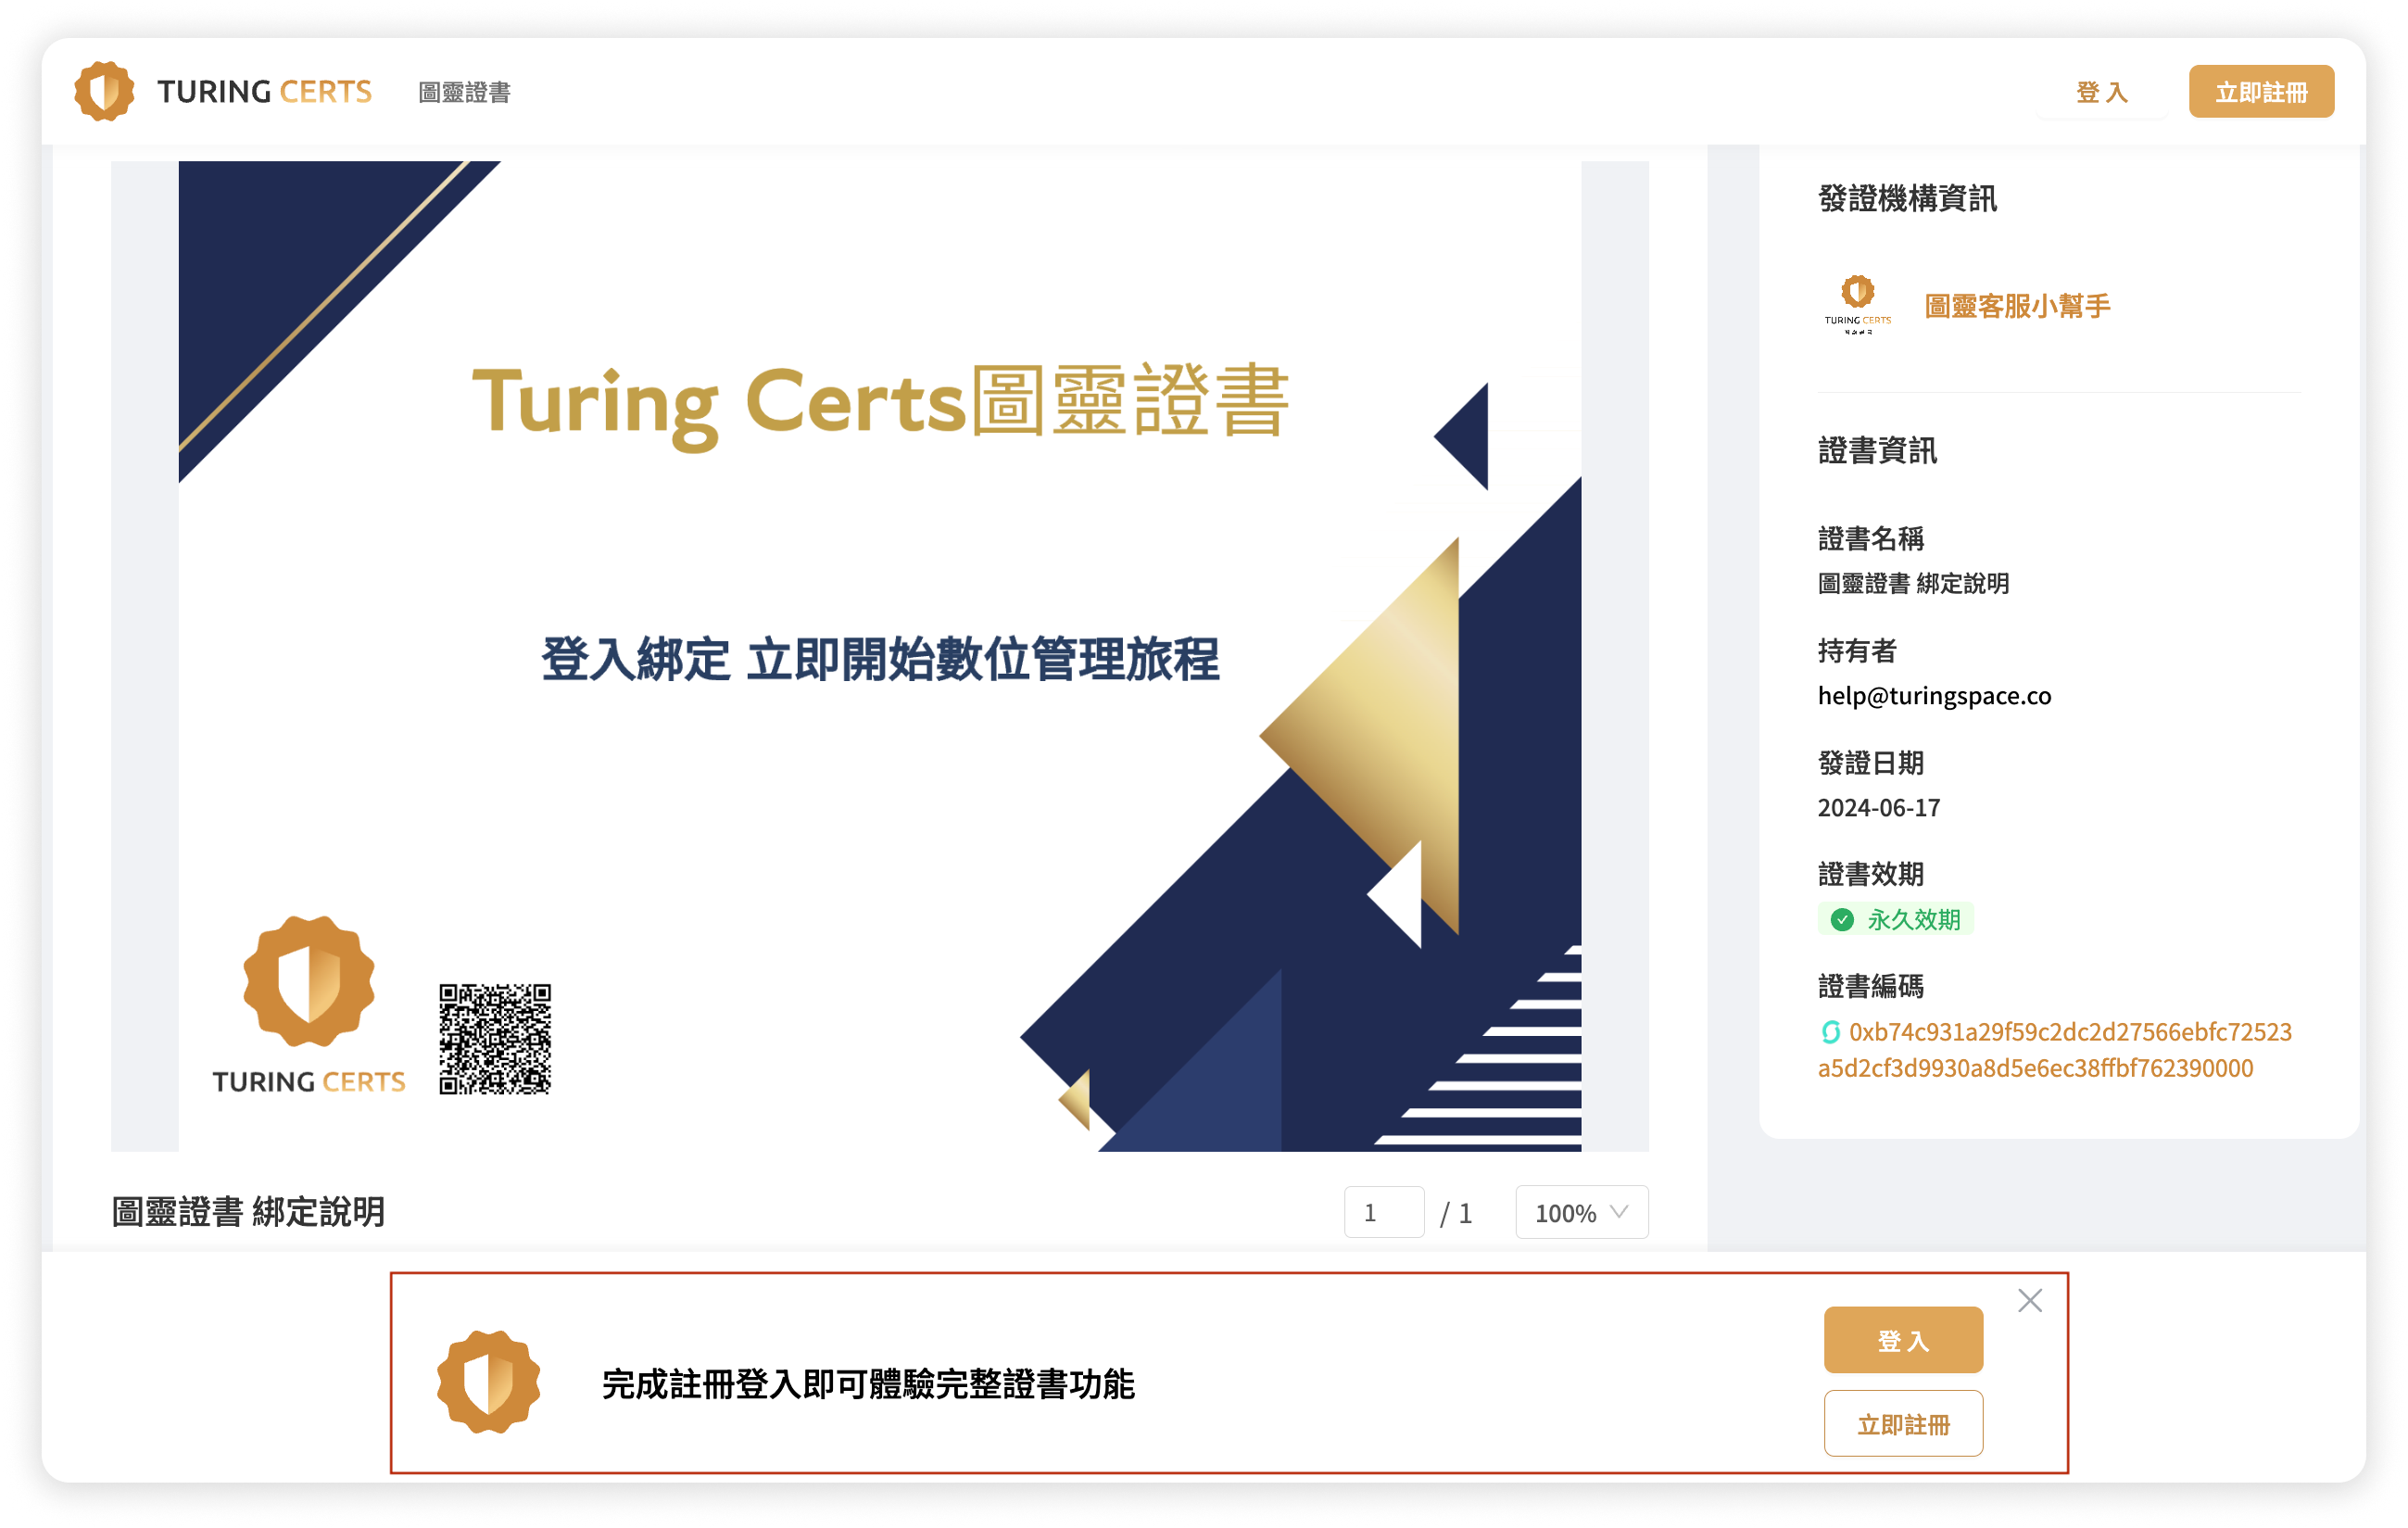 TURING CERTS 圖靈證書 登入 立即註冊
Turing Certs圖靈證書
登入綁定 立即開始數位管理旅程
TURING CERTS
圖靈證書 綁定說明
1 / 1 100%
發證機構資訊
TURING CERTS
圖靈客服小幫手
證書資訊
證書名稱
圖靈證書 綁定說明
持有者
help@turingspace.co
發證日期
2024-06-17
證書效期
永久效期
證書編碼
0xb74c931a29f59c2dc2d27566ebfc72523
a5d2cf3d9930a8d5e6ec38ffbf762390000
完成註冊登入即可體驗完整證書功能
登入
立即註冊